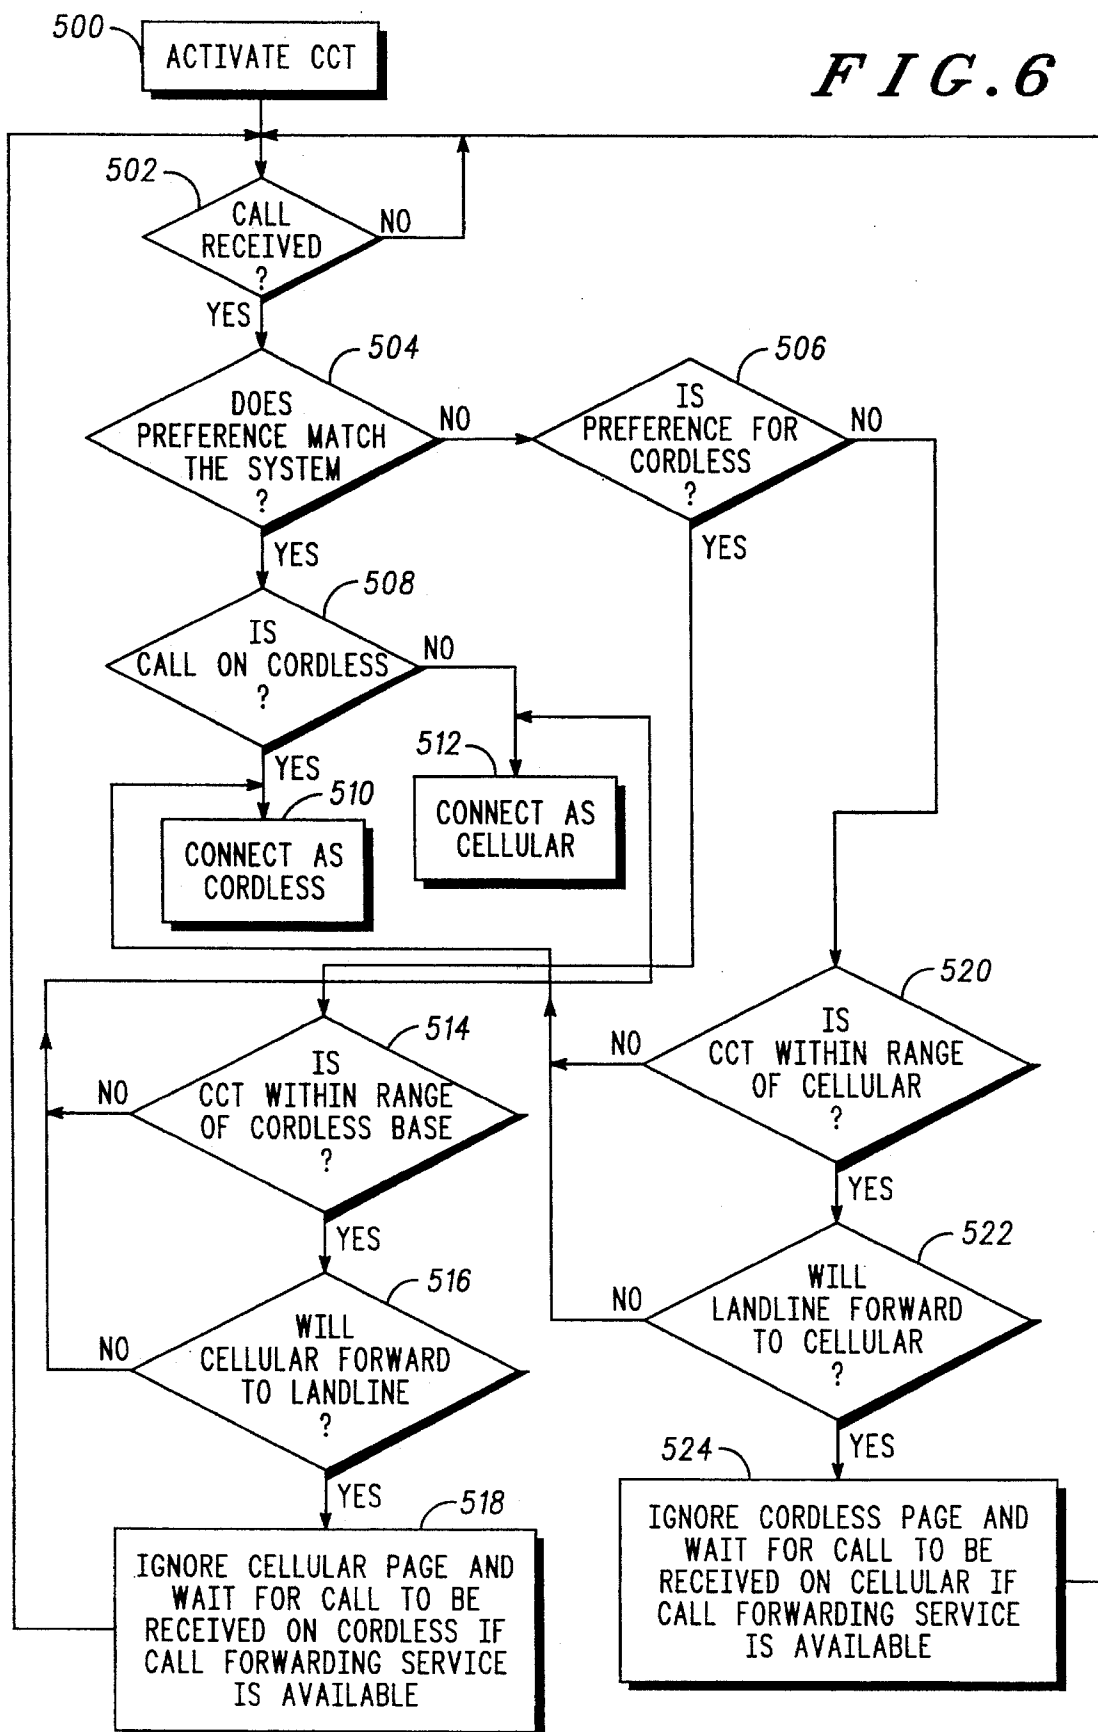 500
ACTIVATE CCT
FIG.6
502
CALL
RECEIVED
?
NO
YES
504
DOES
PREFERENCE MATCH
THE SYSTEM
?
NO
YES
506
IS
PREFERENCE FOR
CORDLESS
?
NO
YES
508
IS
CALL ON CORDLESS
?
NO
YES
512
CONNECT AS
CELLULAR
510
CONNECT AS
CORDLESS
514
IS
CCT WITHIN RANGE
OF CORDLESS BASE
?
NO
YES
520
IS
CCT WITHIN RANGE
OF CELLULAR
?
NO
YES
516
WILL
CELLULAR FORWARD
TO LANDLINE
?
NO
YES
522
WILL
LANDLINE FORWARD
TO CELLULAR
?
NO
YES
518
IGNORE CELLULAR PAGE AND
WAIT FOR CALL TO BE
RECEIVED ON CORDLESS IF
CALL FORWARDING SERVICE
IS AVAILABLE
524
IGNORE CORDLESS PAGE AND
WAIT FOR CALL TO BE
RECEIVED ON CELLULAR IF
CALL FORWARDING SERVICE
IS AVAILABLE